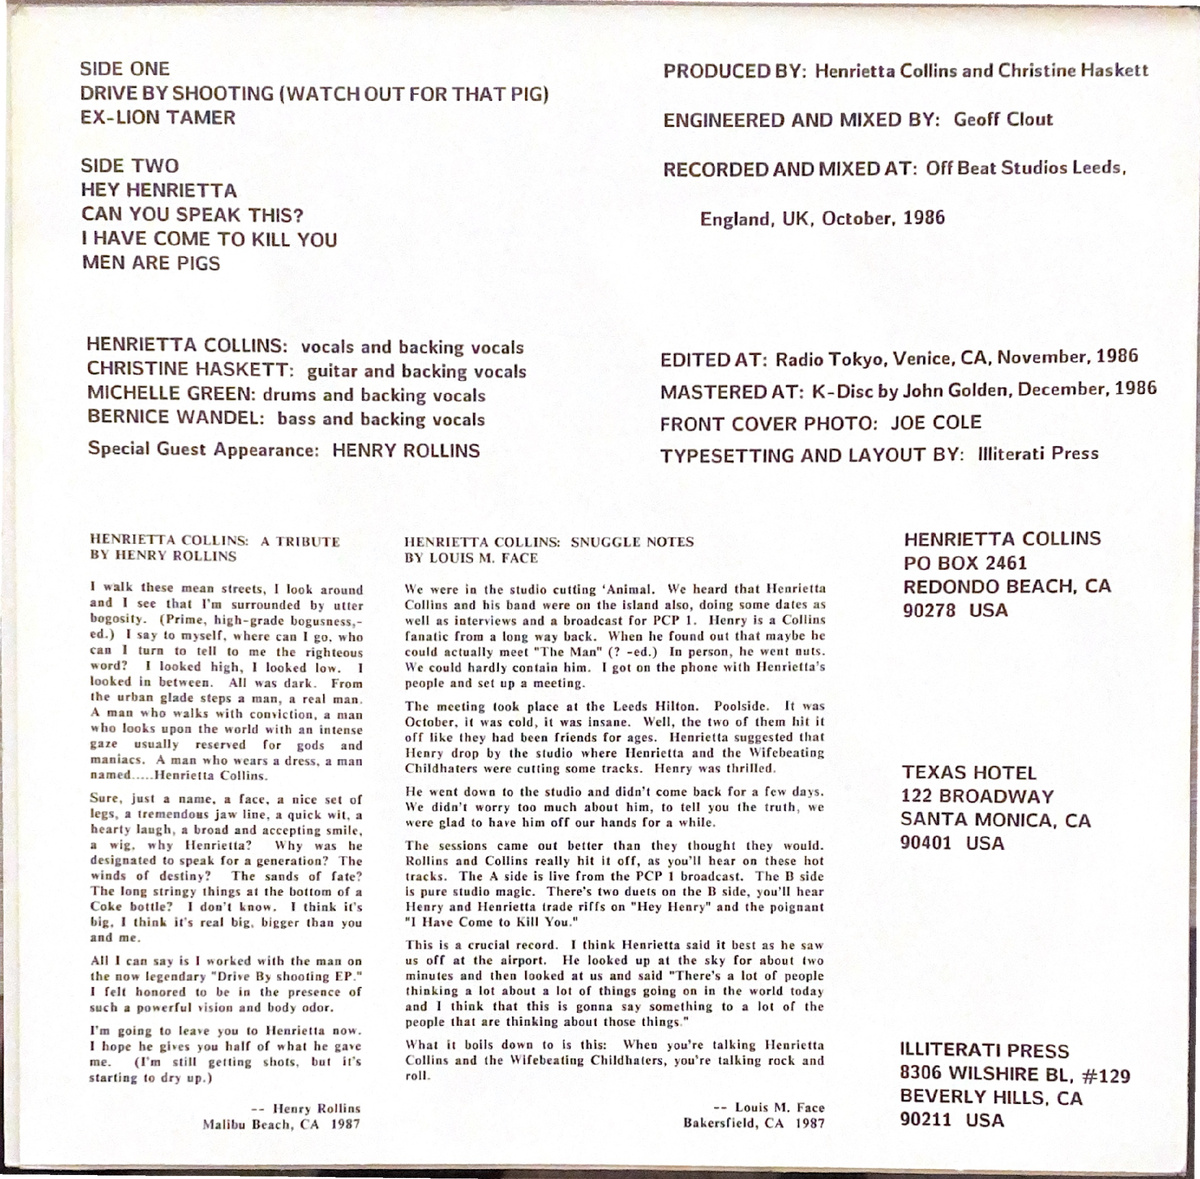 SIDE ONE
DRIVE BY SHOOTING (WATCH OUT FOR THAT PIG)
EX-LION TAMER
SIDE TWO
HEY HENRIETTA
CAN YOU SPEAK THIS?
I HAVE COME TO KILL YOU
MEN ARE PIGS
PRODUCED BY: Henrietta Collins and Christine Haskett
ENGINEERED AND MIXED BY: Geoff Clout
RECORDED AND MIXED AT: Off Beat Studios Leeds,
England, UK, October, 1986
HENRIETTA COLLINS: vocals and backing vocals
CHRISTINE HASKETT: guitar and backing vocals
MICHELLE GREEN: drums and backing vocals
BERNICE WANDEL: bass and backing vocals
Special Guest Appearance: HENRY ROLLINS
EDITED AT: Radio Tokyo, Venice, CA, November, 1986
MASTERED AT: K-Disc by John Golden, December, 1986
FRONT COVER PHOTO: JOE COLE
TYPESETTING AND LAYOUT BY: Illiterati Press
HENRIETTA COLLINS: A TRIBUTE
BY HENRY ROLLINS
I walk these mean streets, I look around
and I see that I'm surrounded by utter
bogosity. (Prime, high-grade bogusness,-
ed.) I say to myself, where can I go, who
can I turn to tell to me the righteous
word? I looked high, I looked low. I
looked in between. All was dark. From
the urban glade steps a man, a real man.
A man who walks with conviction, a man
who looks upon the world with an intense
gaze usually reserved for gods and
maniacs. A man who wears a dress, a man
named.....Henrietta Collins.
Sure, just a name, a face, a nice set of
legs, a tremendous jaw line, a quick wit, a
hearty laugh, a broad and accepting smile,
a wig, why Henrietta? Why was he
designated to speak for a generation? The
winds of destiny? The sands of fate?
The long stringy things at the bottom of a
Coke bottle? I don't know. I think it's
big, I think it's real big, bigger than you
and me.
All I can say is I worked with the man on
the now legendary "Drive By shooting EP."
I felt honored to be in the presence of
such a powerful vision and body odor.
I'm going to leave you to Henrietta now.
I hope he gives you half of what he gave
me. (I'm still getting shots, but it's
starting to dry up.)
-- Henry Rollins
Malibu Beach, CA 1987
HENRIETTA COLLINS: SNUGGLE NOTES
BY LOUIS M. FACE
We were in the studio cutting 'Animal. We heard that Henrietta
Collins and his band were on the island also, doing some dates as
well as interviews and a broadcast for PCP 1. Henry is a Collins
fanatic from a long way back. When he found out that maybe he
could actually meet "The Man" (? -ed.) In person, he went nuts.
We could hardly contain him. I got on the phone with Henrietta's
people and set up a meeting.
The meeting took place at the Leeds Hilton. Poolside. It was
October, it was cold, it was insane. Well, the two of them hit it
off like they had been friends for ages. Henrietta suggested that
Henry drop by the studio where Henrietta and the Wifebeating
Childhaters were cutting some tracks. Henry was thrilled.
He went down to the studio and didn't come back for a few days.
We didn't worry too much about him, to tell you the truth, we
were glad to have him off our hands for a while.
The sessions came out better than they thought they would.
Rollins and Collins really hit it off, as you'll hear on these hot
tracks. The A side is live from the PCP 1 broadcast. The B side
is pure studio magic. There's two duets on the B side, you'll hear
Henry and Henrietta trade riffs on "Hey Henry" and the poignant
"I Have Come to Kill You."
This is a crucial record. I think Henrietta said it best as he saw
us off at the airport. He looked up at the sky for about two
minutes and then looked at us and said "There's a lot of people
thinking a lot about a lot of things going on in the world today
and I think that this is gonna say something to a lot of the
people that are thinking about those things."
What it boils down to is this: When you're talking Henrietta
Collins and the Wifebeating Childhaters, you're talking rock and
roll.
-- Louis M. Face
Bakersfield, CA 1987
HENRIETTA COLLINS
PO BOX 2461
REDONDO BEACH, CA
90278 USA
TEXAS HOTEL
122 BROADWAY
SANTA MONICA, CA
90401 USA
ILLITERATI PRESS
8306 WILSHIRE BL, #129
BEVERLY HILLS, CA
90211 USA